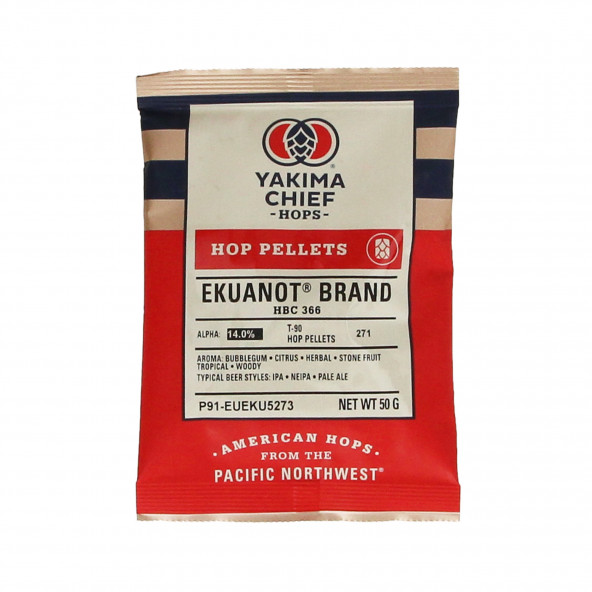 YAKIMA
CHIEF
-HOPS-
HOP PELLETS
EKUANOT® BRAND
HBC 366
ALPHA: 14.0% T-90 HOP PELLETS 271
AROMA: BUBBLEGUM • CITRUS • HERBAL • STONE FRUIT
TROPICAL • WOODY
TYPICAL BEER STYLES: IPA • NEIPA • PALE ALE
P91-EUEKU5273 NET WT 50 G
·AMERICAN HOPS·
FROM THE
PACIFIC NORTHWEST®